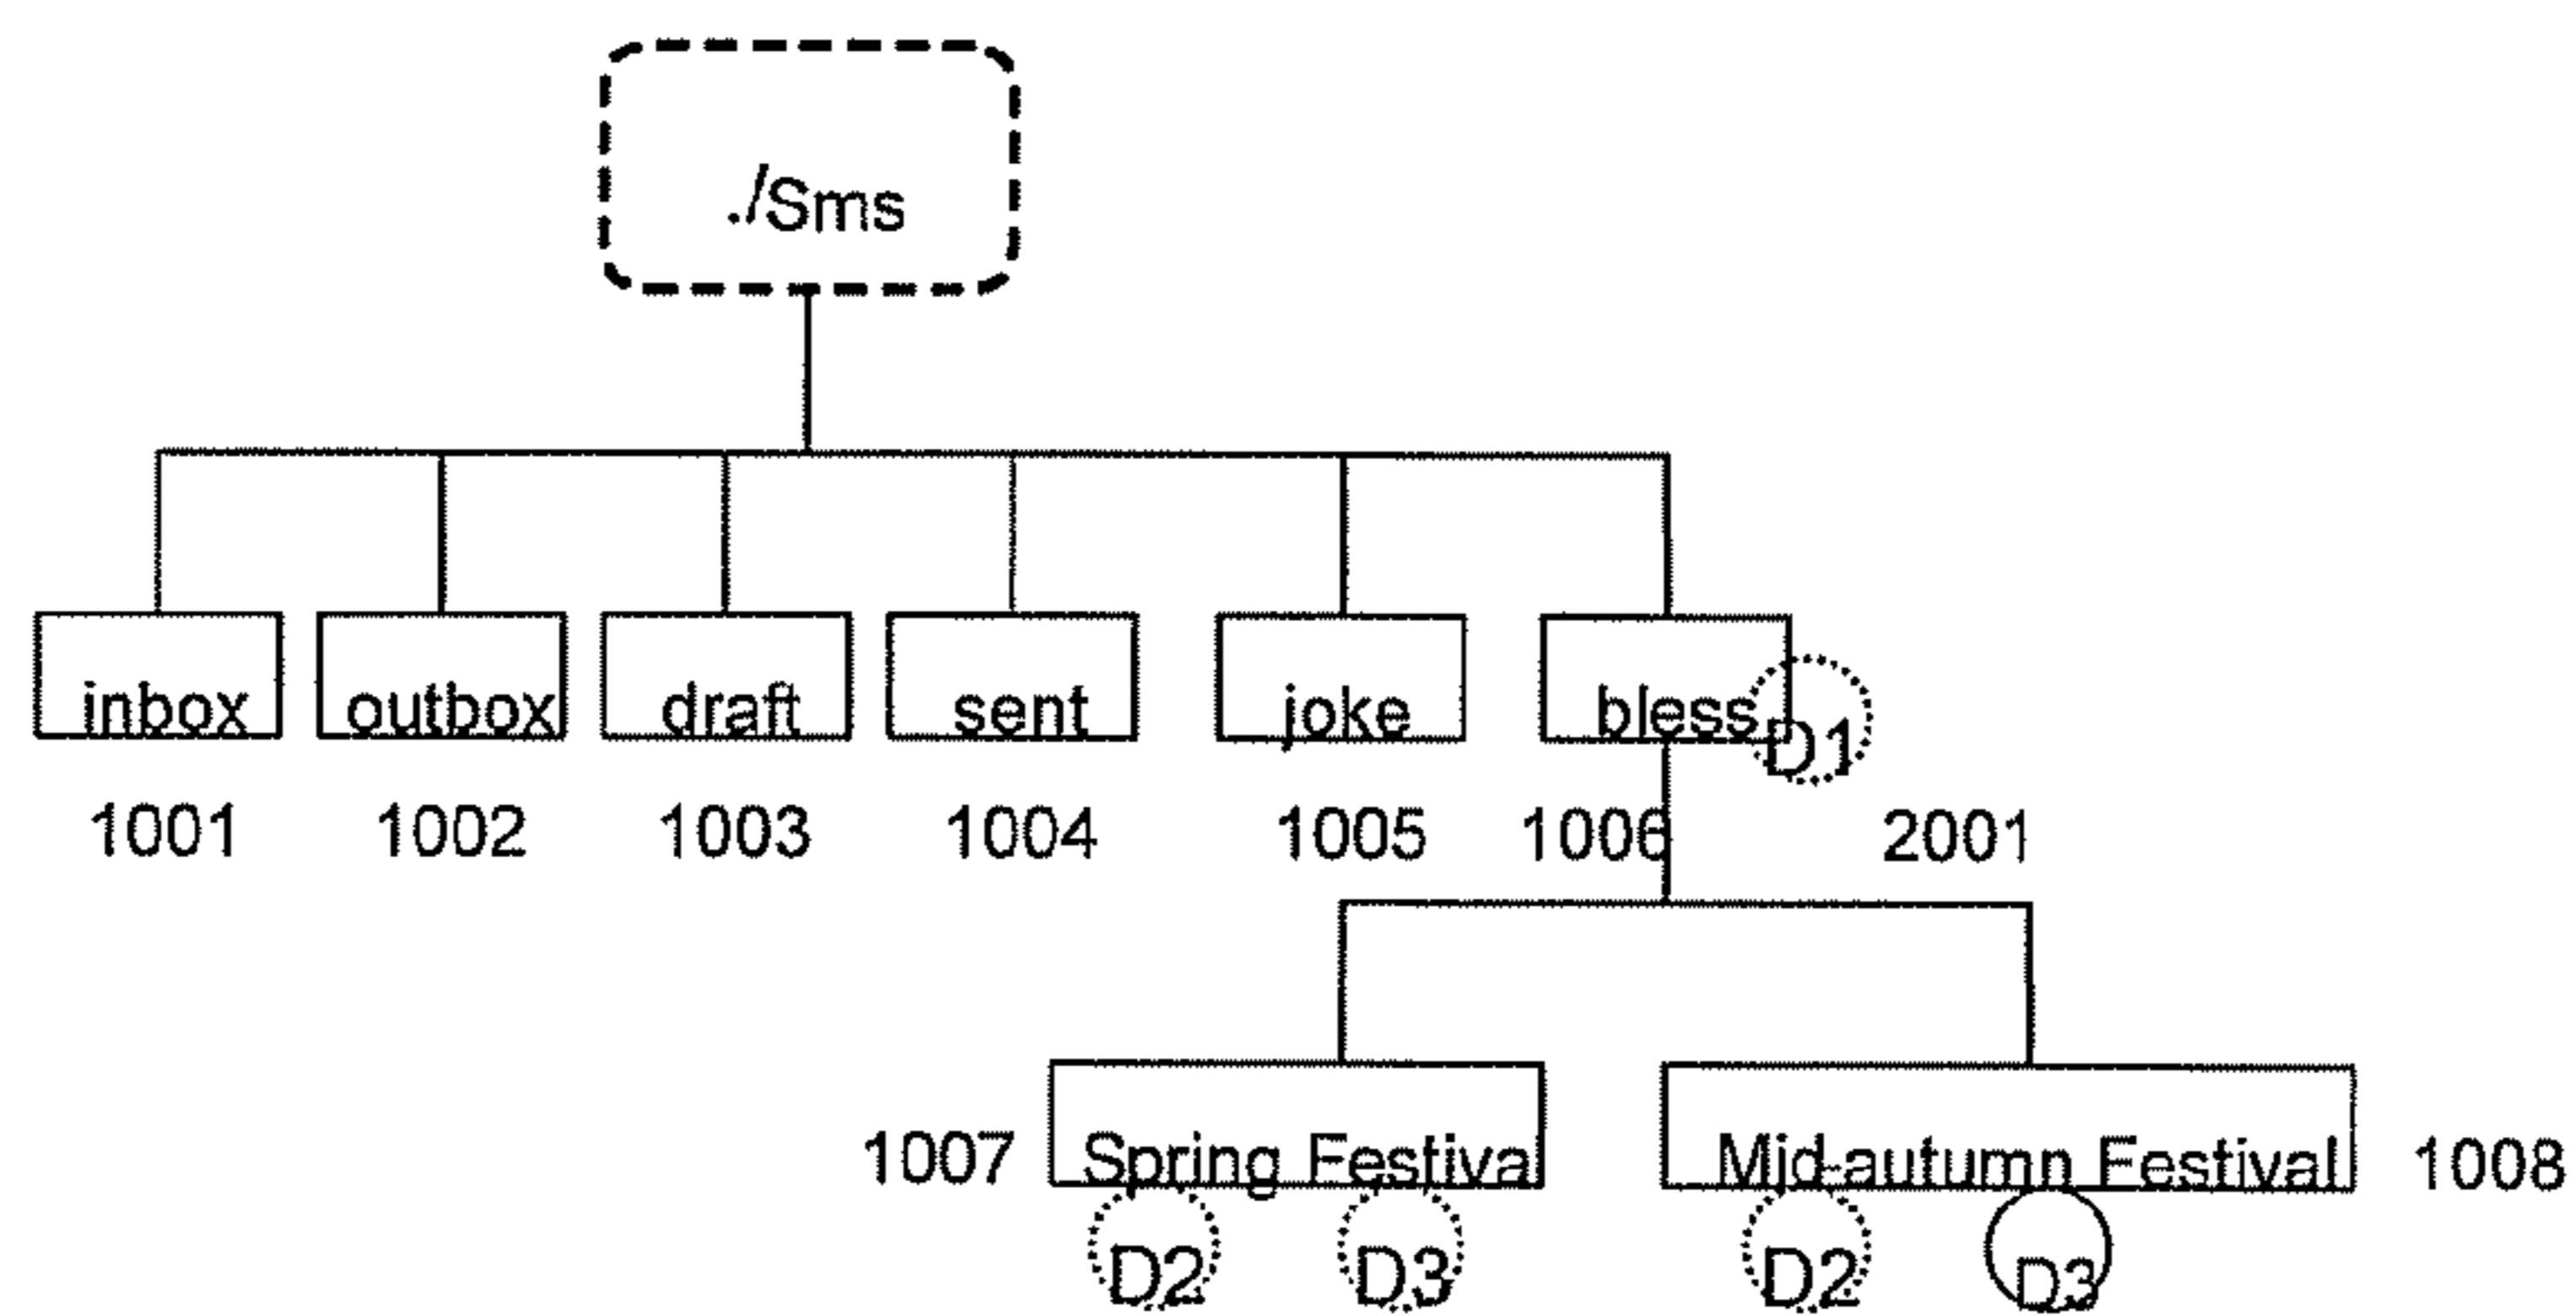 ./Sms
inbox outbox draft sent joke bless D1
1001 1002 1003 1004 1005 1006 2001
1007 Spring Festival Mid-autumn Festival 1008
D2 D3 D2 D3